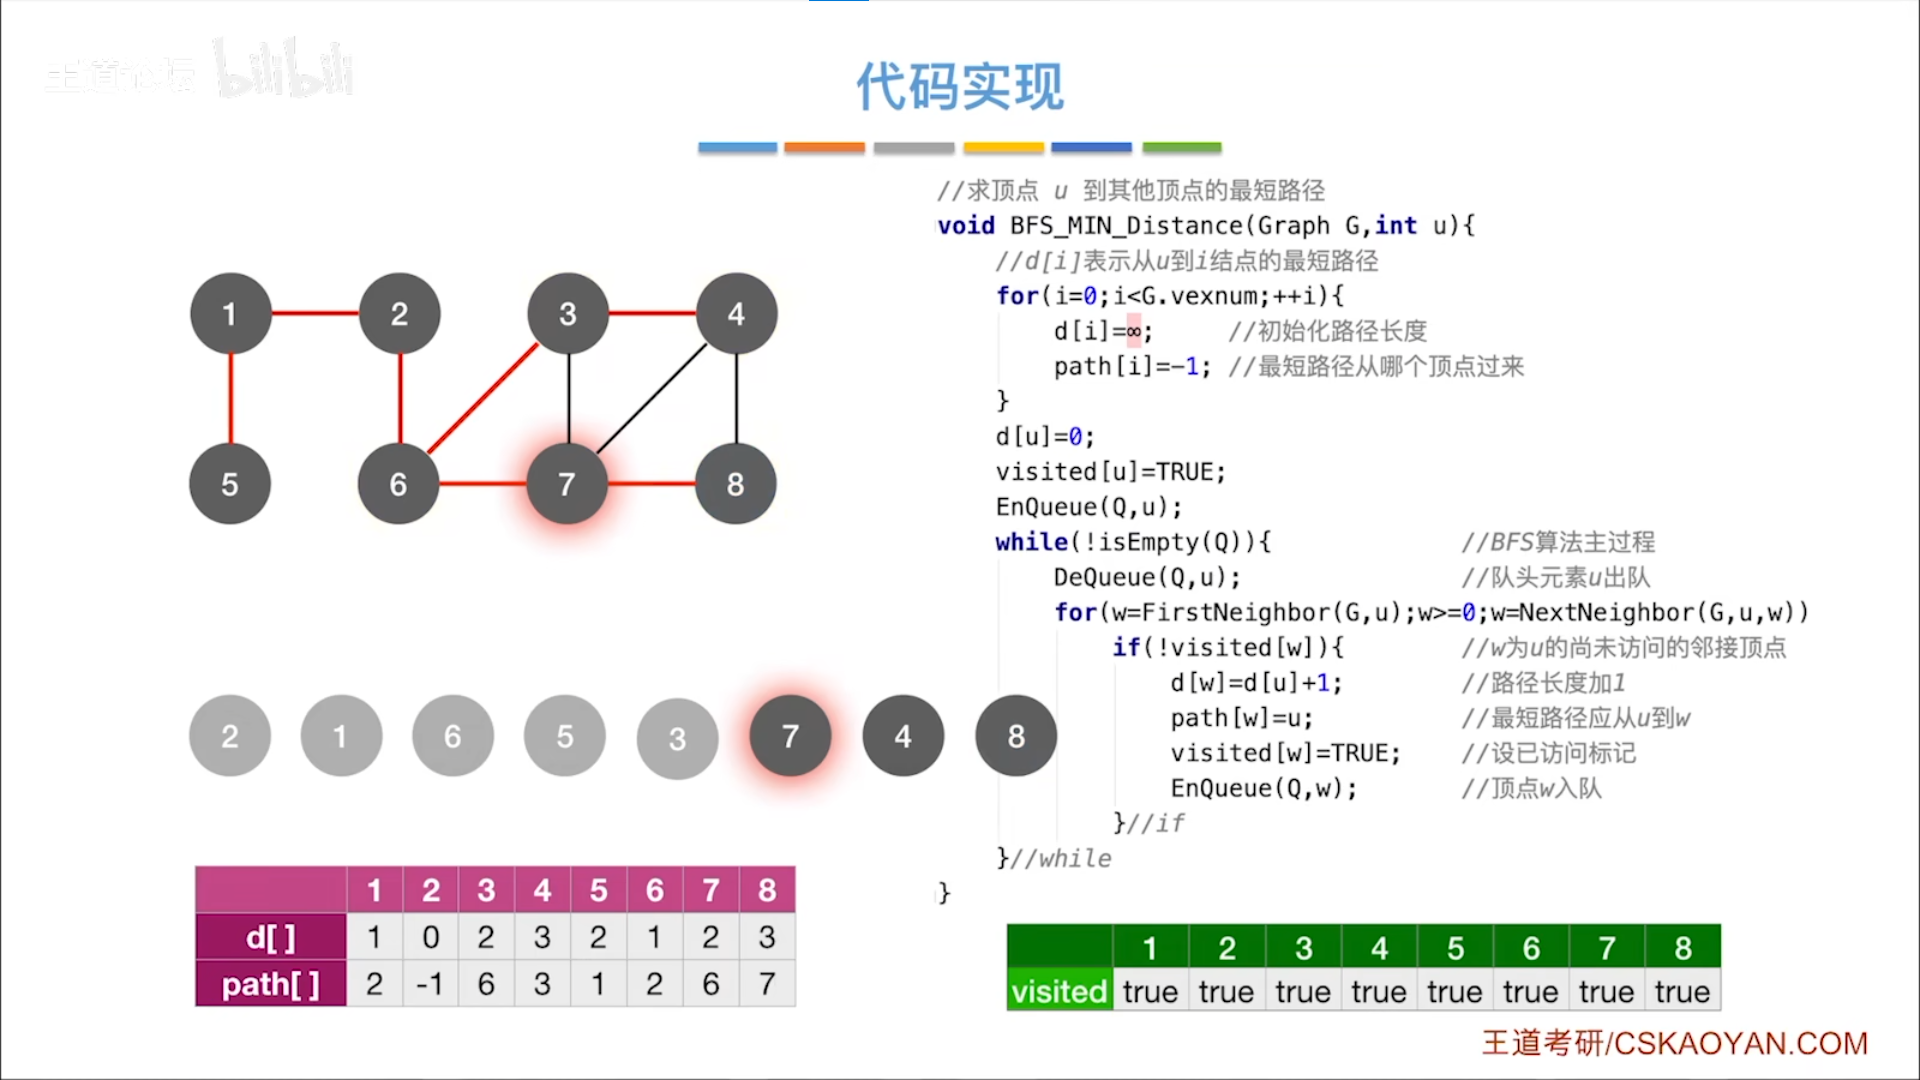 王道论坛 bilibili
代码实现
//求顶点 u 到其他顶点的最短路径
void BFS_MIN_Distance(Graph G,int u){
//d[i]表示从u到i结点的最短路径
for(i=0;i<G.vexnum;++i){
d[i]=∞; //初始化路径长度
path[i]=-1; //最短路径从哪个顶点过来
}
d[u]=0;
visited[u]=TRUE;
EnQueue(Q,u);
while(!isEmpty(Q)){ //BFS算法主过程
DeQueue(Q,u); //队头元素u出队
for(w=FirstNeighbor(G,u);w>=0;w=NextNeighbor(G,u,w))
if(!visited[w]){ //w为u的尚未访问的邻接顶点
d[w]=d[u]+1; //路径长度加1
path[w]=u; //最短路径应从u到w
visited[w]=TRUE; //设已访问标记
EnQueue(Q,w); //顶点w入队
}//if
}//while
}
1 2 3 4
5 6 7 8
2 1 6 5 3 7 4 8
1 2 3 4 5 6 7 8
d[ ] 1 0 2 3 2 1 2 3
path[ ] 2 -1 6 3 1 2 6 7
1 2 3 4 5 6 7 8
visited true true true true true true true true
王道考研/CSKAOYAN.COM